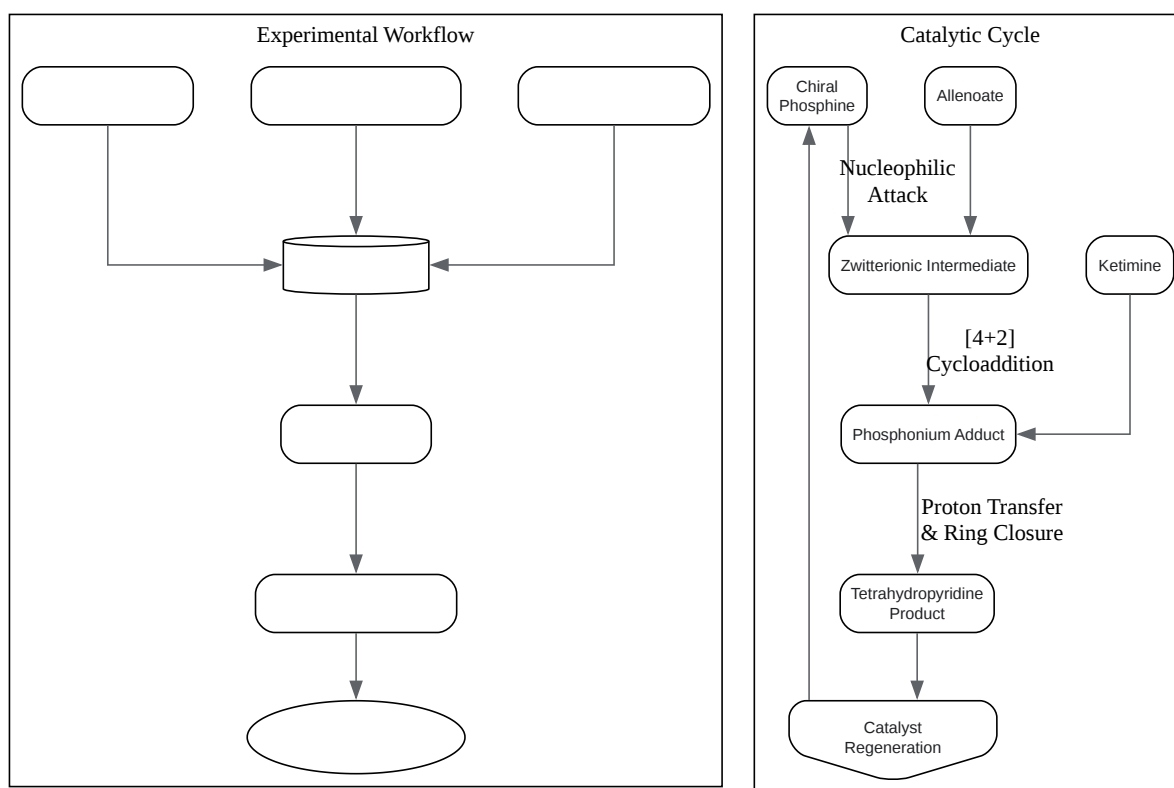 Experimental Workflow
Catalytic Cycle
Chiral
Phosphine
Allenoate
Nucleophilic
Attack
Zwitterionic Intermediate
Ketimine
[4+2]
Cycloaddition
Phosphonium Adduct
Proton Transfer
& Ring Closure
Tetrahydropyridine
Product
Catalyst
Regeneration